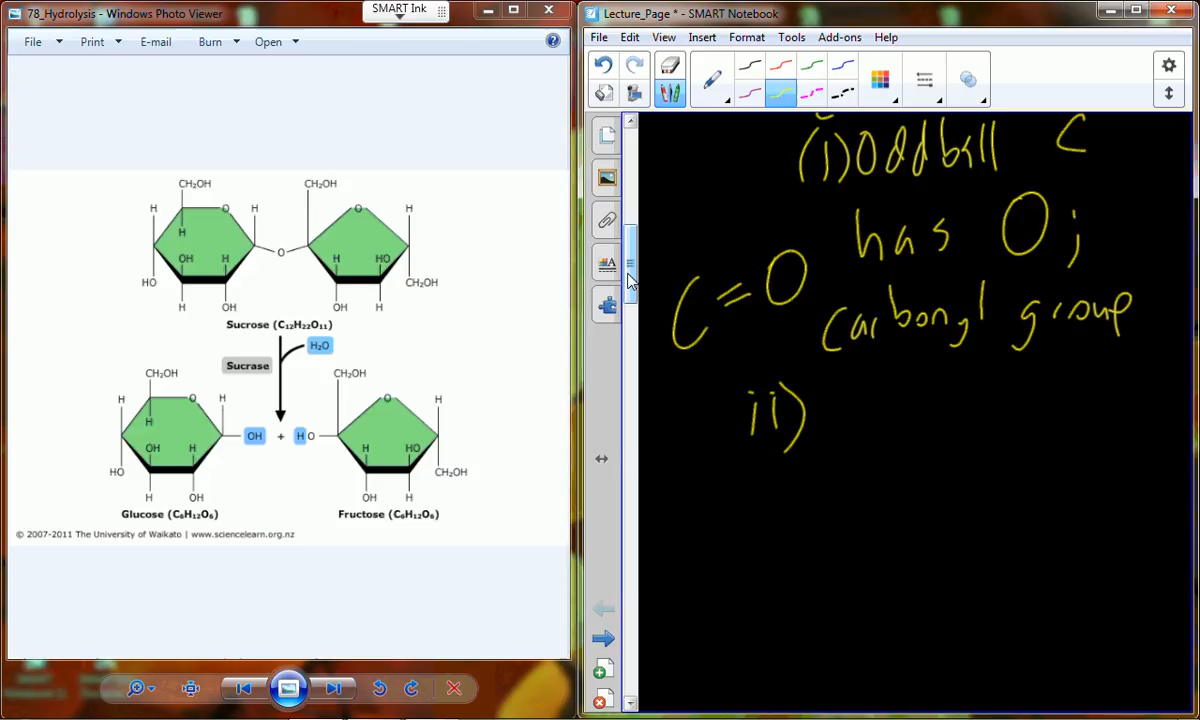 78_Hydrolysis - Windows Photo Viewer
SMART Ink
File Print E-mail Burn Open
CH₂OH CH₂OH
H O H O H
H
O
OH H H HO
HO CH₂OH
H OH OH H
Sucrose (C₁₂H₂₂O₁₁)
H₂O
Sucrase
CH₂OH CH₂OH
H O H O H
H
OH + H O
OH H H HO
HO CH₂OH
H OH OH H
Glucose (C₆H₁₂O₆) Fructose (C₆H₁₂O₆)
© 2007-2011 The University of Waikato | www.sciencelearn.org.nz
Lecture_Page * - SMART Notebook
File Edit View Insert Format Tools Add-ons Help
(i) Oddball C
has O;
C=O carbonyl group
ii)